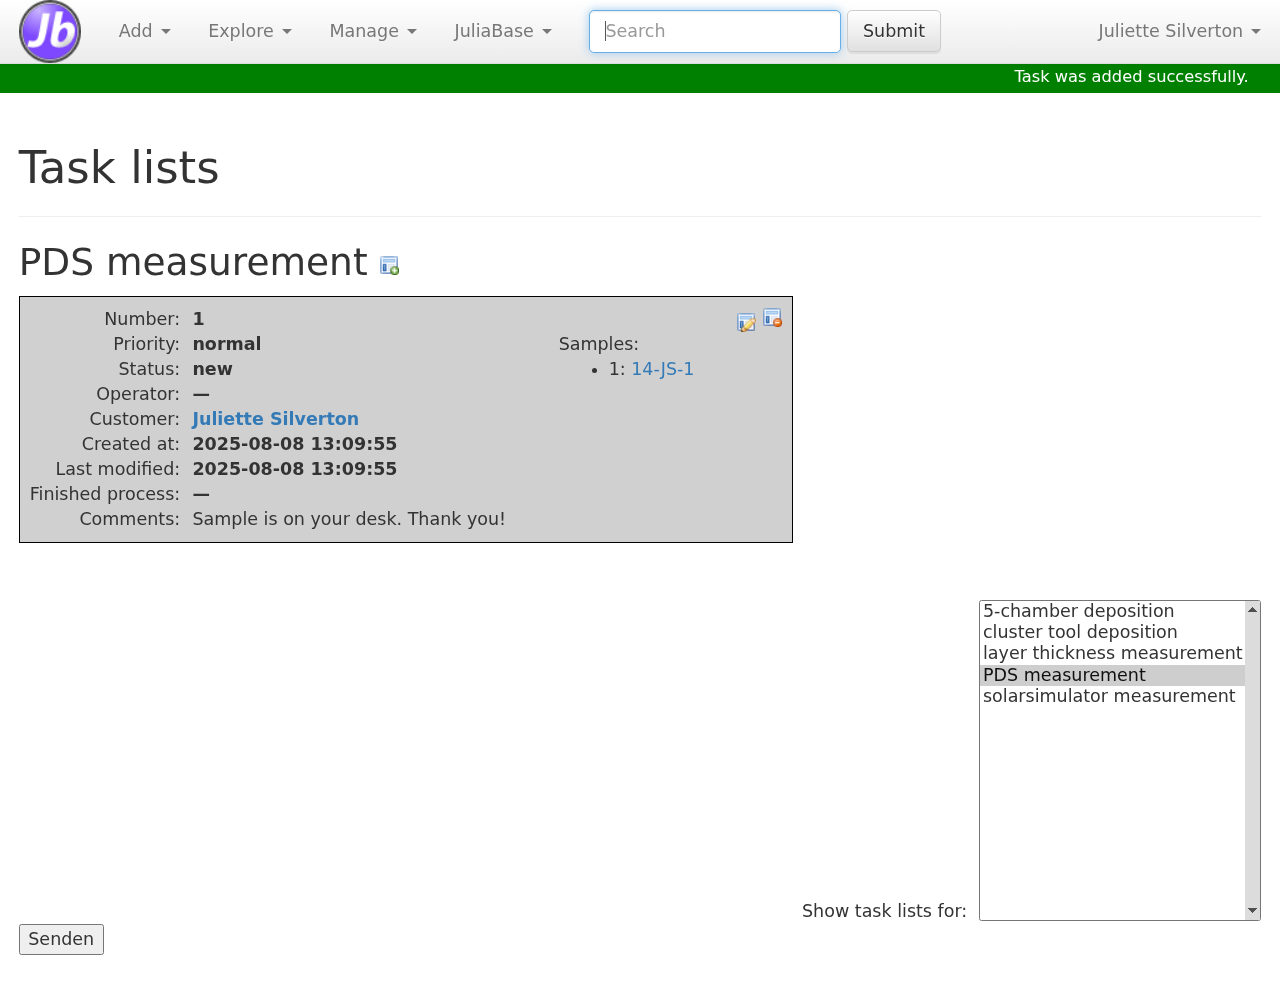 Jb Add Explore Manage JuliaBase Search Submit Juliette Silverton
Task was added successfully.
Task lists
PDS measurement
Number: 1
Priority: normal
Samples:
Status: new
• 1: 14-JS-1
Operator: —
Customer: Juliette Silverton
Created at: 2025-08-08 13:09:55
Last modified: 2025-08-08 13:09:55
Finished process: —
Comments: Sample is on your desk. Thank you!
5-chamber deposition
cluster tool deposition
layer thickness measurement
PDS measurement
solarsimulator measurement
Show task lists for:
Senden